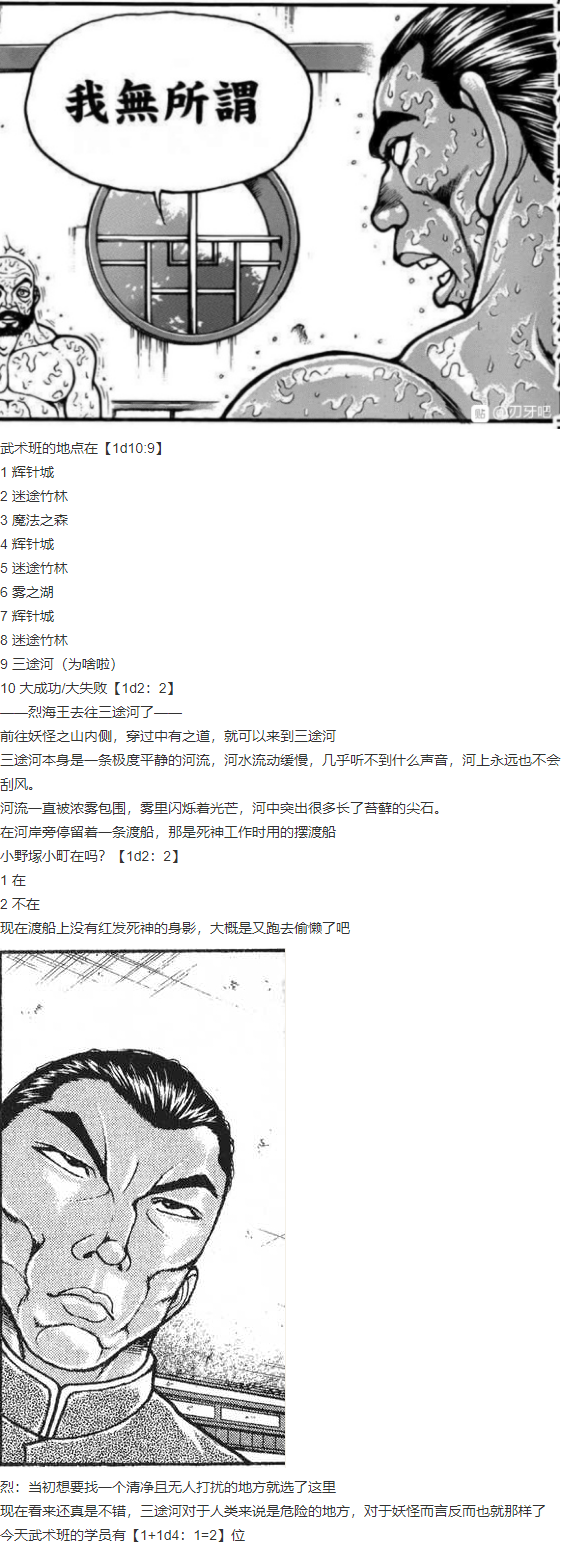 我無所謂
贴 @刃牙吧
武术班的地点在【1d10:9】
1 辉针城
2 迷途竹林
3 魔法之森
4 辉针城
5 迷途竹林
6 雾之湖
7 辉针城
8 迷途竹林
9 三途河（为啥啦）
10 大成功/大失败【1d2：2】
——烈海王去往三途河了——
前往妖怪之山内侧，穿过中有之道，就可以来到三途河
三途河本身是一条极度平静的河流，河水流动缓慢，几乎听不到什么声音，河上永远也不会
刮风。
河流一直被浓雾包围，雾里闪烁着光芒，河中突出很多长了苔藓的尖石。
在河岸旁停留着一条渡船，那是死神工作时用的摆渡船
小野塚小町在吗？【1d2：2】
1 在
2 不在
现在渡船上没有红发死神的身影，大概是又跑去偷懒了吧
烈：当初想要找一个清净且无人打扰的地方就选了这里
现在看来还真是不错，三途河对于人类来说是危险的地方，对于妖怪而言反而也就那样了
今天武术班的学员有【1+1d4：1=2】位